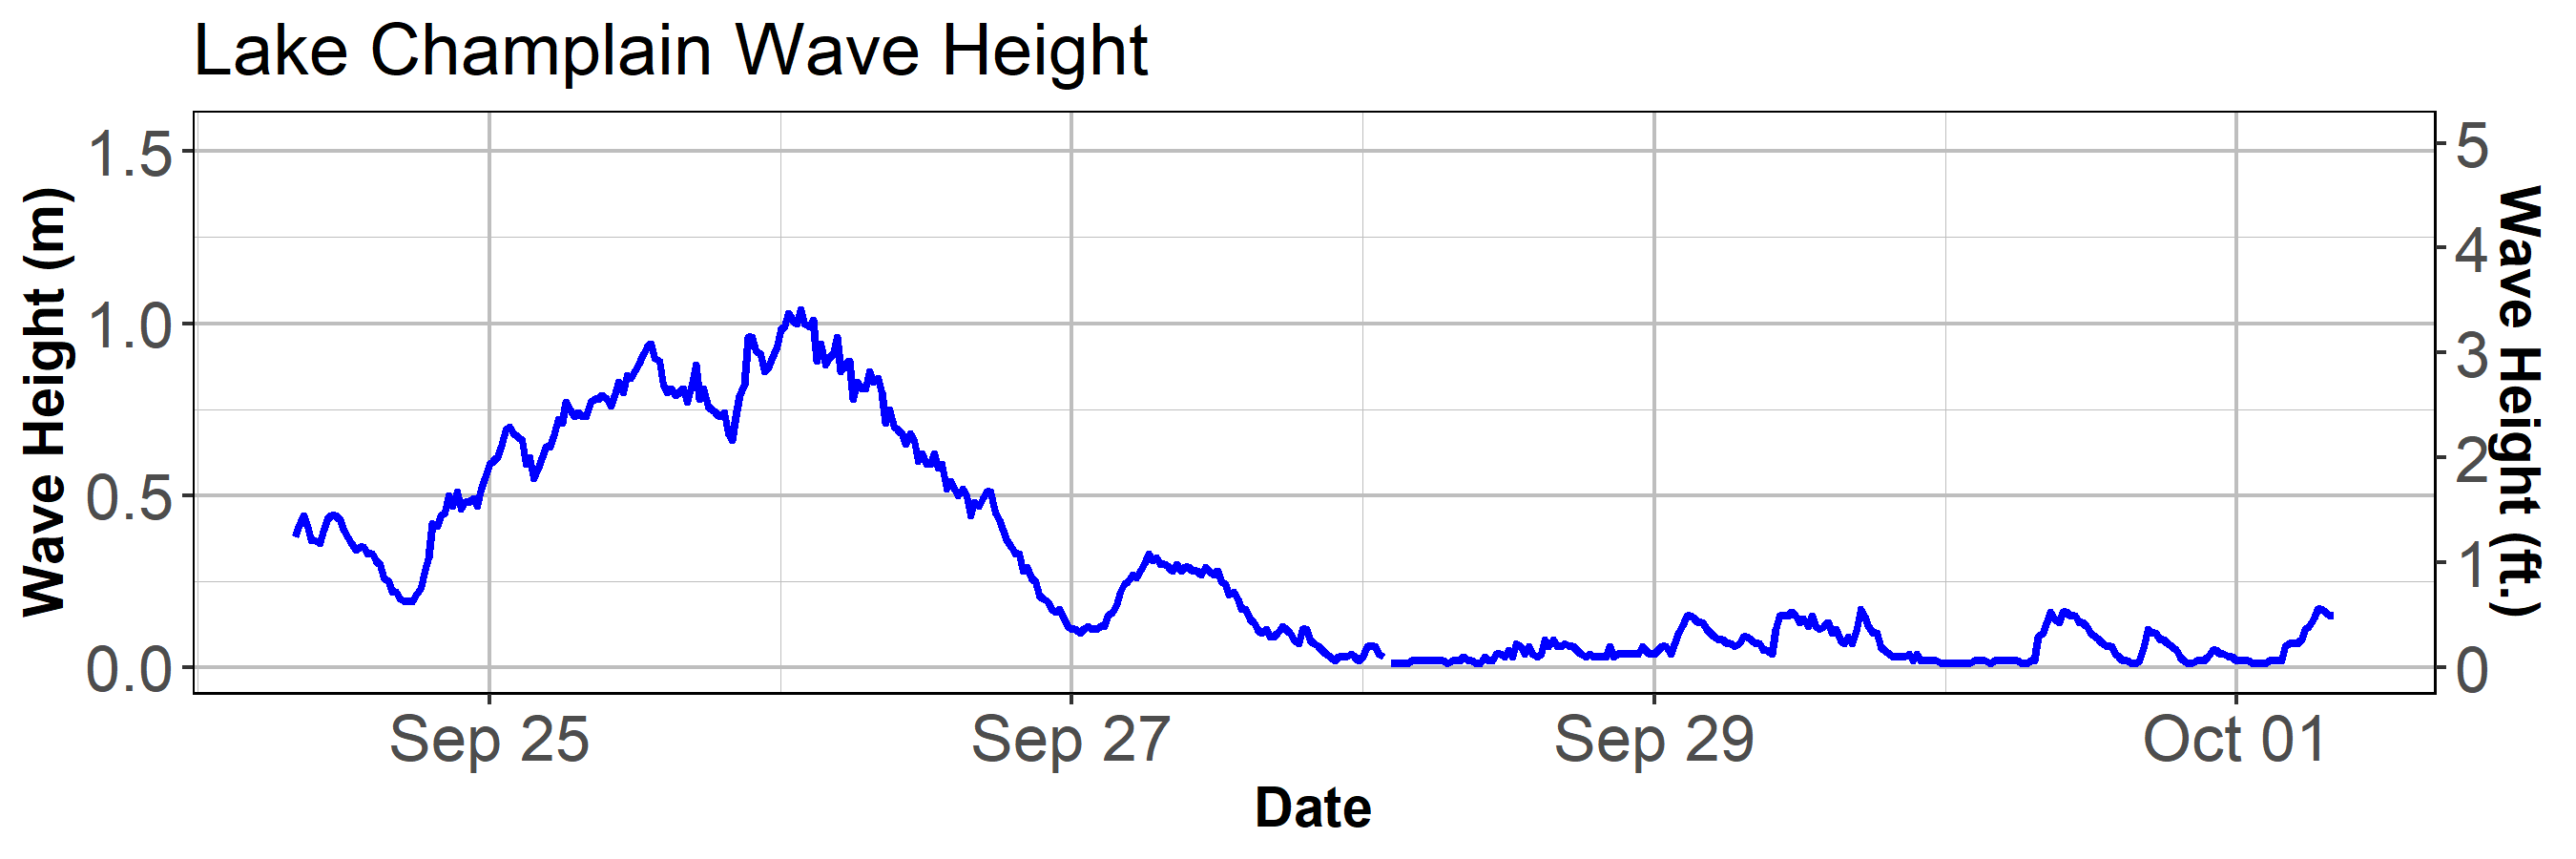 Lake Champlain Wave Height
Wave Height (m)
1.5
1.0
0.5
0.0
5
4
3
2
1
0
Wave Height (ft.)
Sep 25
Sep 27
Sep 29
Oct 01
Date